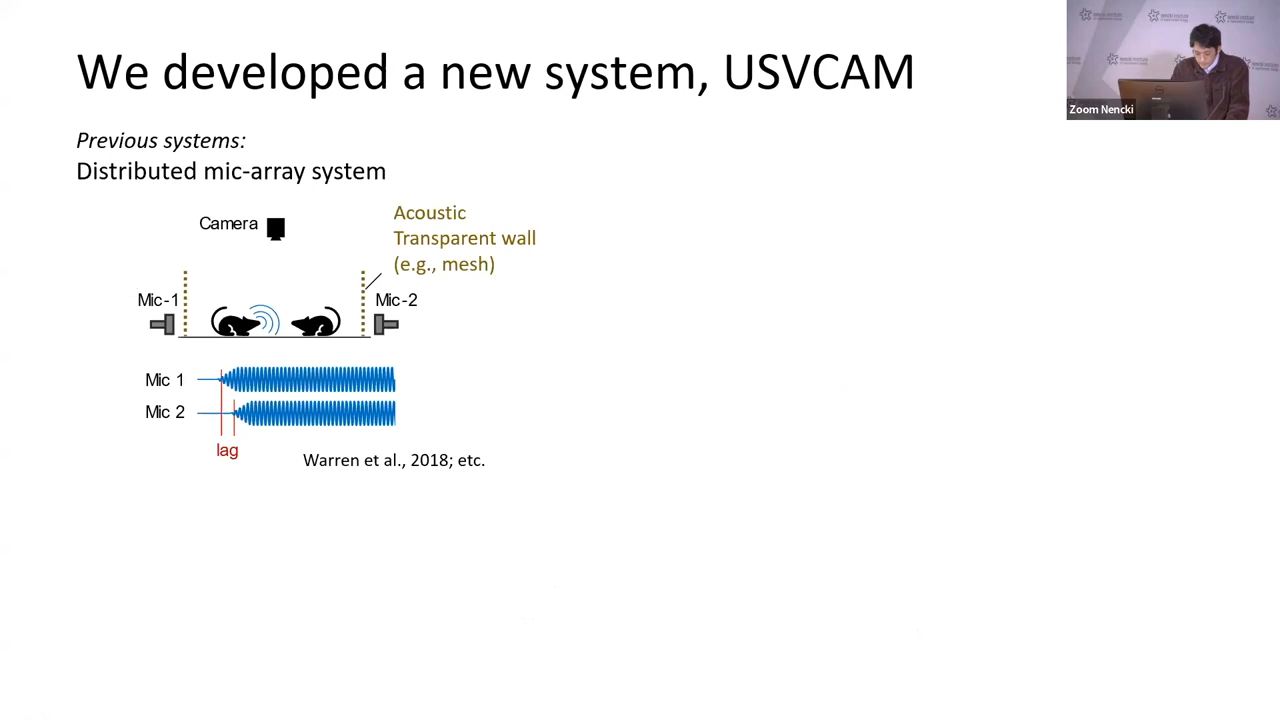 We developed a new system, USVCAM
Previous systems:
Distributed mic-array system
Camera
Acoustic
Transparent wall
(e.g., mesh)
Mic-1
Mic-2
Mic 1
Mic 2
lag
Warren et al., 2018; etc.
Zoom Nencki